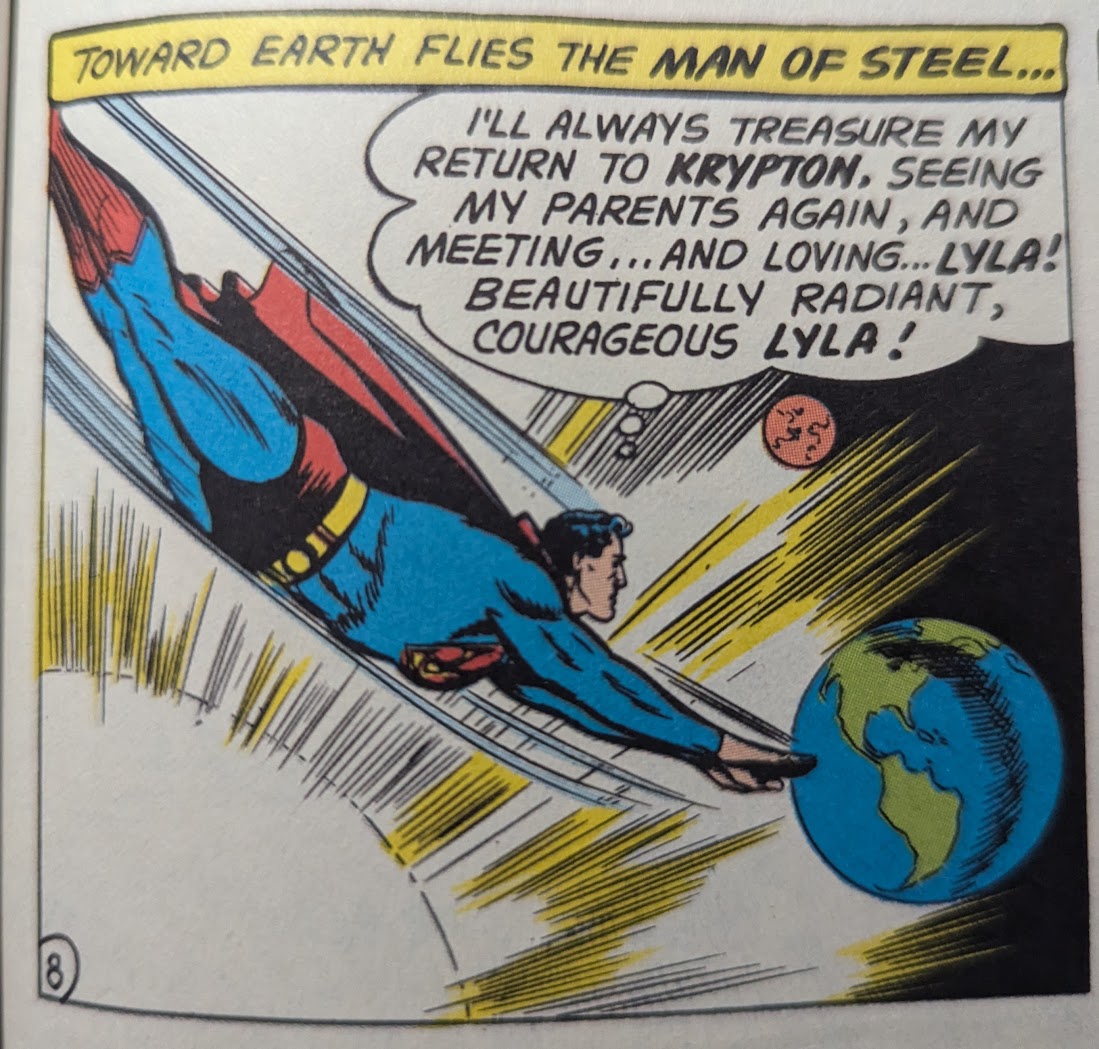 TOWARD EARTH FLIES THE MAN OF STEEL...
I'LL ALWAYS TREASURE MY
RETURN TO KRYPTON. SEEING
MY PARENTS AGAIN, AND
MEETING...AND LOVING...LYLA!
BEAUTIFULLY RADIANT,
COURAGEOUS LYLA!
8